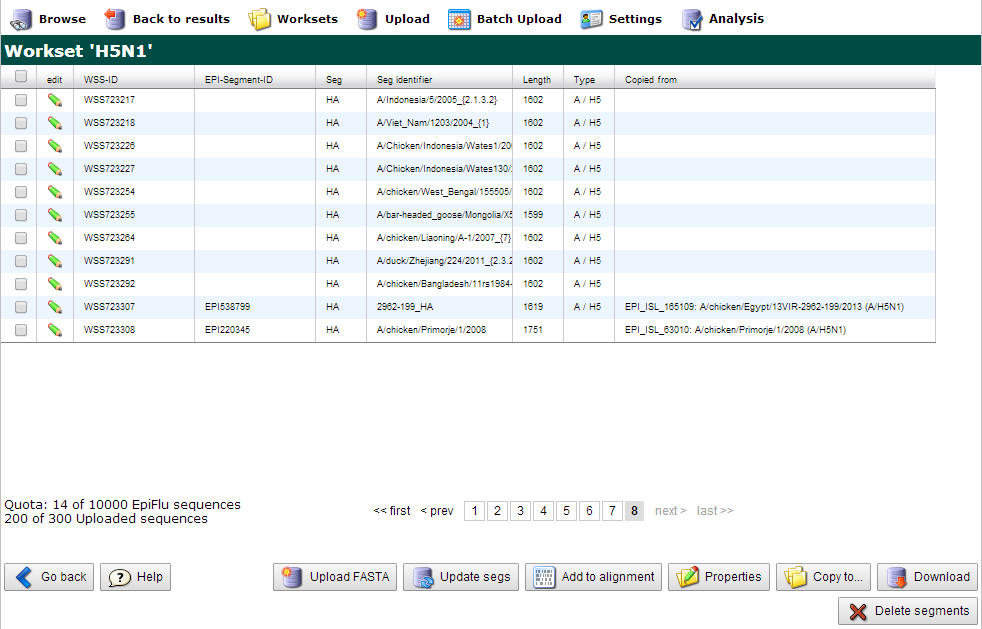 Browse Back to results Worksets Upload Batch Upload Settings Analysis
Workset 'H5N1'
edit WSS-ID EPI-Segment-ID Seg Seg identifier Length Type Copied from
WSS723217 HA A/Indonesia/5/2005_{2.1.3.2} 1602 A / H5
WSS723218 HA A/Viet_Nam/1203/2004_{1} 1602 A / H5
WSS723226 HA A/Chicken/Indonesia/Wates1/20 1602 A / H5
WSS723227 HA A/Chicken/Indonesia/Wates130/ 1602 A / H5
WSS723254 HA A/chicken/West_Bengal/155505/ 1602 A / H5
WSS723255 HA A/bar-headed_goose/Mongolia/X5 1599 A / H5
WSS723264 HA A/chicken/Liaoning/A-1/2007_{7} 1602 A / H5
WSS723291 HA A/duck/Zhejiang/224/2011_{2.3.2 1602 A / H5
WSS723292 HA A/chicken/Bangladesh/11rs1984- 1602 A / H5
WSS723307 EPI538799 HA 2962-199_HA 1619 A / H5 EPI_ISL_165109: A/chicken/Egypt/13VIR-2962-199/2013 (A/H5N1)
WSS723308 EPI220345 HA A/chicken/Primorje/1/2008 1751 EPI_ISL_63010: A/chicken/Primorje/1/2008 (A/H5N1)
Quota: 14 of 10000 EpiFlu sequences
200 of 300 Uploaded sequences
<< first < prev 1 2 3 4 5 6 7 8 next > last >>
Go back Help Upload FASTA Update segs Add to alignment Properties Copy to... Download
Delete segments